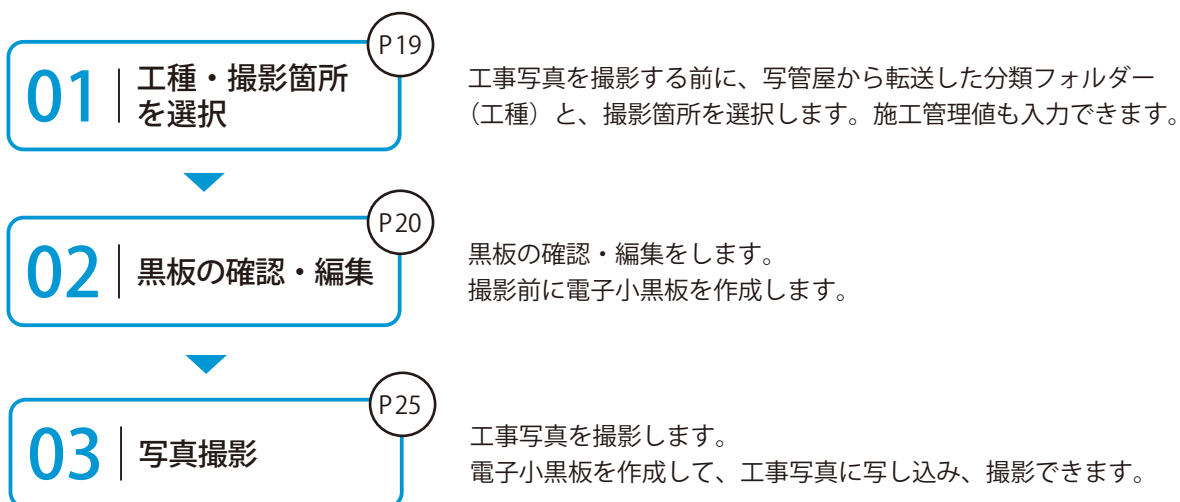 P19
01
工種・撮影箇所
を選択
工事写真を撮影する前に、写管屋から転送した分類フォルダー
（工種）と、撮影箇所を選択します。施工管理値も入力できます。
P20
02
黒板の確認・編集
黒板の確認・編集をします。
撮影前に電子小黒板を作成します。
P25
03
写真撮影
工事写真を撮影します。
電子小黒板を作成して、工事写真に写し込み、撮影できます。